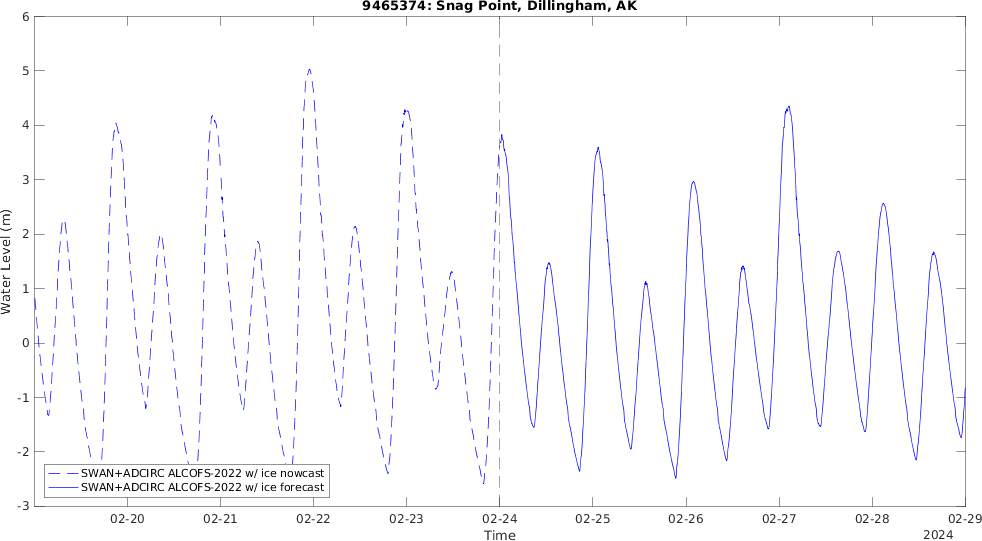 9465374: Snag Point, Dillingham, AK
6
5
4
3
2
1
0
-1
-2
-3
Water Level (m)
SWAN+ADCIRC ALCOFS-2022 w/ ice nowcast
SWAN+ADCIRC ALCOFS-2022 w/ ice forecast
02-20 02-21 02-22 02-23 02-24 02-25 02-26 02-27 02-28 02-29
Time 2024